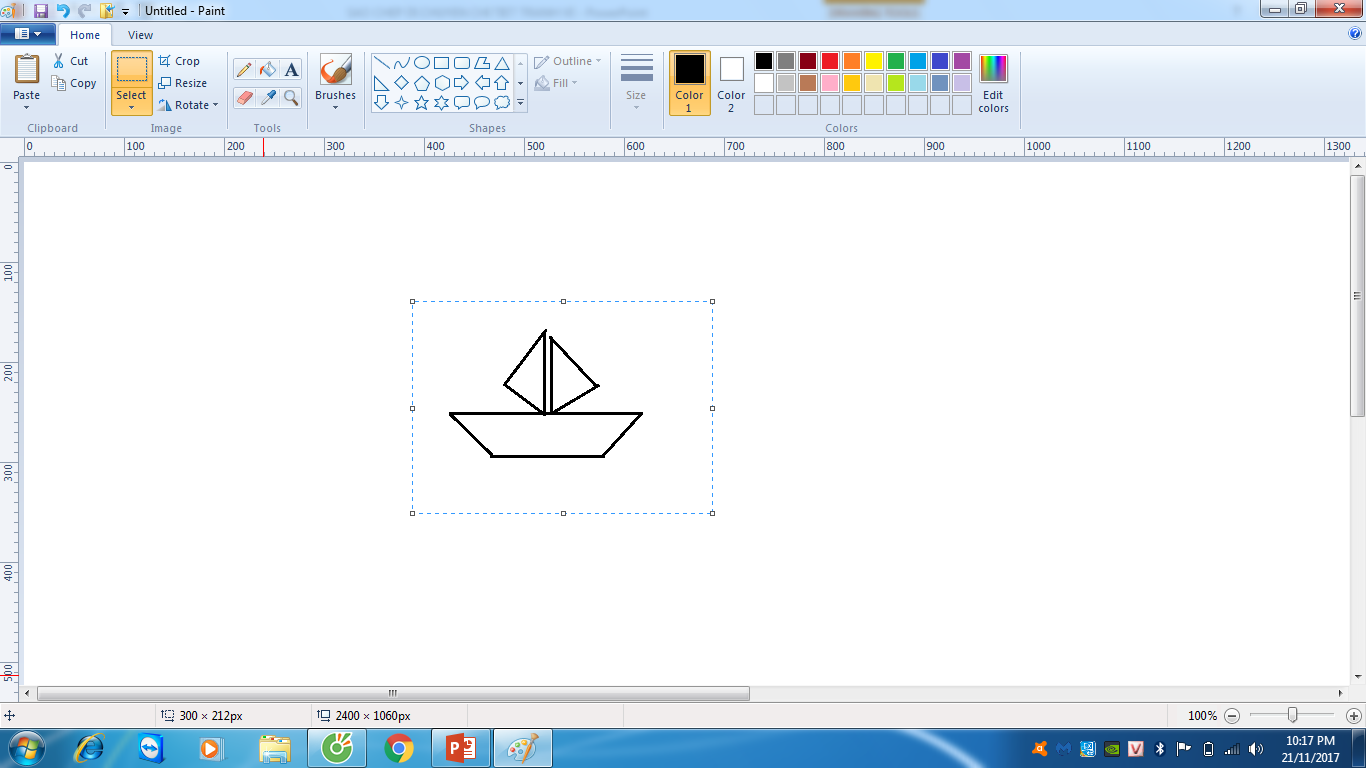 Untitled - Paint
Home View
Paste
Cut
Copy
Clipboard
Select
Crop
Resize
Rotate
Image
A
Tools
Brushes
Outline
Fill
Shapes
Size
Color 1
Color 2
Edit colors
Colors
0 100 200 300 400 500 600 700 800 900 1000 1100 1200 1300
0
100
200
300
400
500
300 × 212px 2400 × 1060px 100%
10:17 PM
21/11/2017